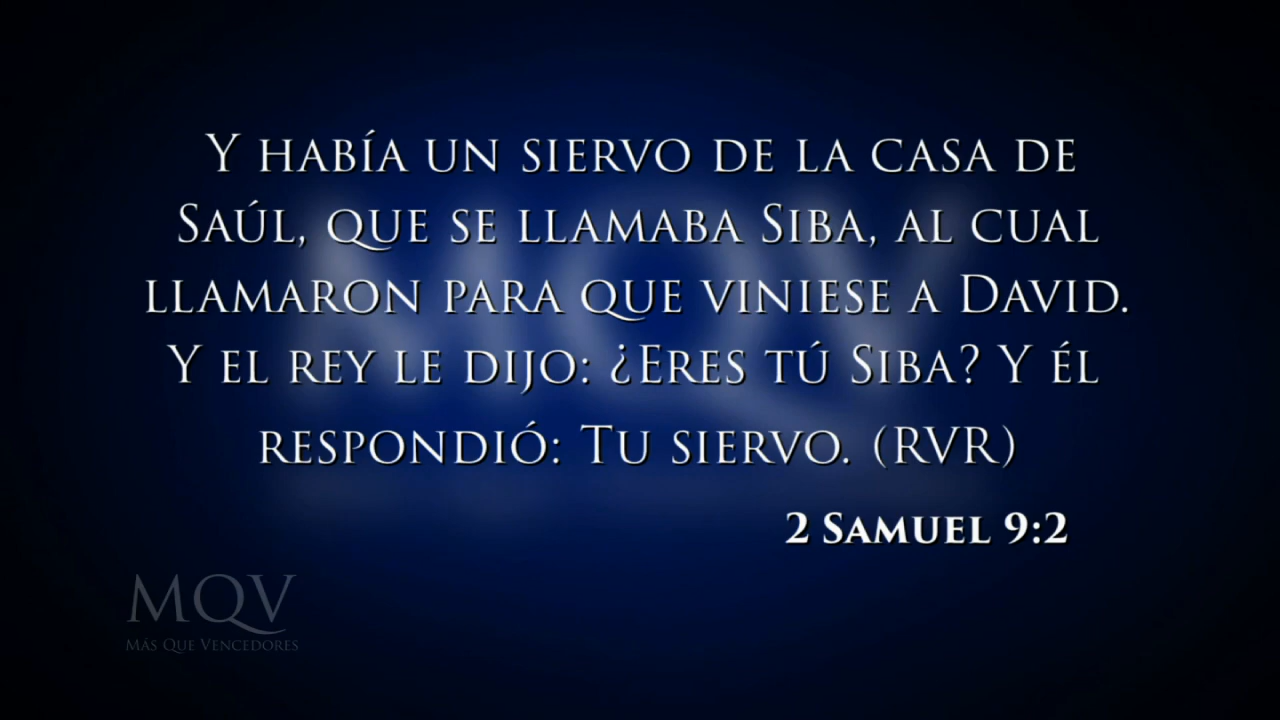 Y había un siervo de la casa de
Saúl, que se llamaba Siba, al cual
llamaron para que viniese a David.
Y el rey le dijo: ¿Eres tú Siba? Y él
respondió: Tu siervo. (RVR)
2 Samuel 9:2
MQV
Más Que Vencedores